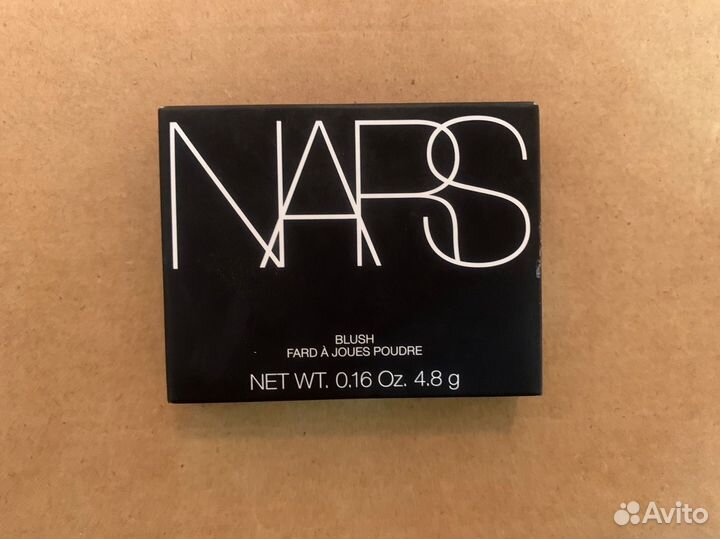 NARS
BLUSH
FARD À JOUES POUDRE
NET WT. 0.16 Oz. 4.8 g
Avito